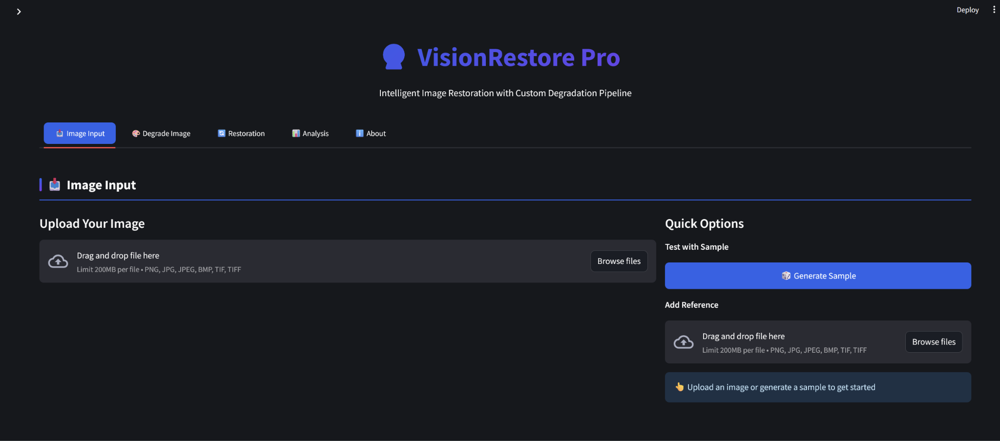 Deploy
VisionRestore Pro
Intelligent Image Restoration with Custom Degradation Pipeline
Image Input
Degrade Image
Restoration
Analysis
About
Image Input
Upload Your Image
Drag and drop file here
Limit 200MB per file • PNG, JPG, JPEG, BMP, TIF, TIFF
Browse files
Quick Options
Test with Sample
Generate Sample
Add Reference
Drag and drop file here
Limit 200MB per file • PNG, JPG, JPEG, BMP, TIF, TIFF
Browse files
👆 Upload an image or generate a sample to get started